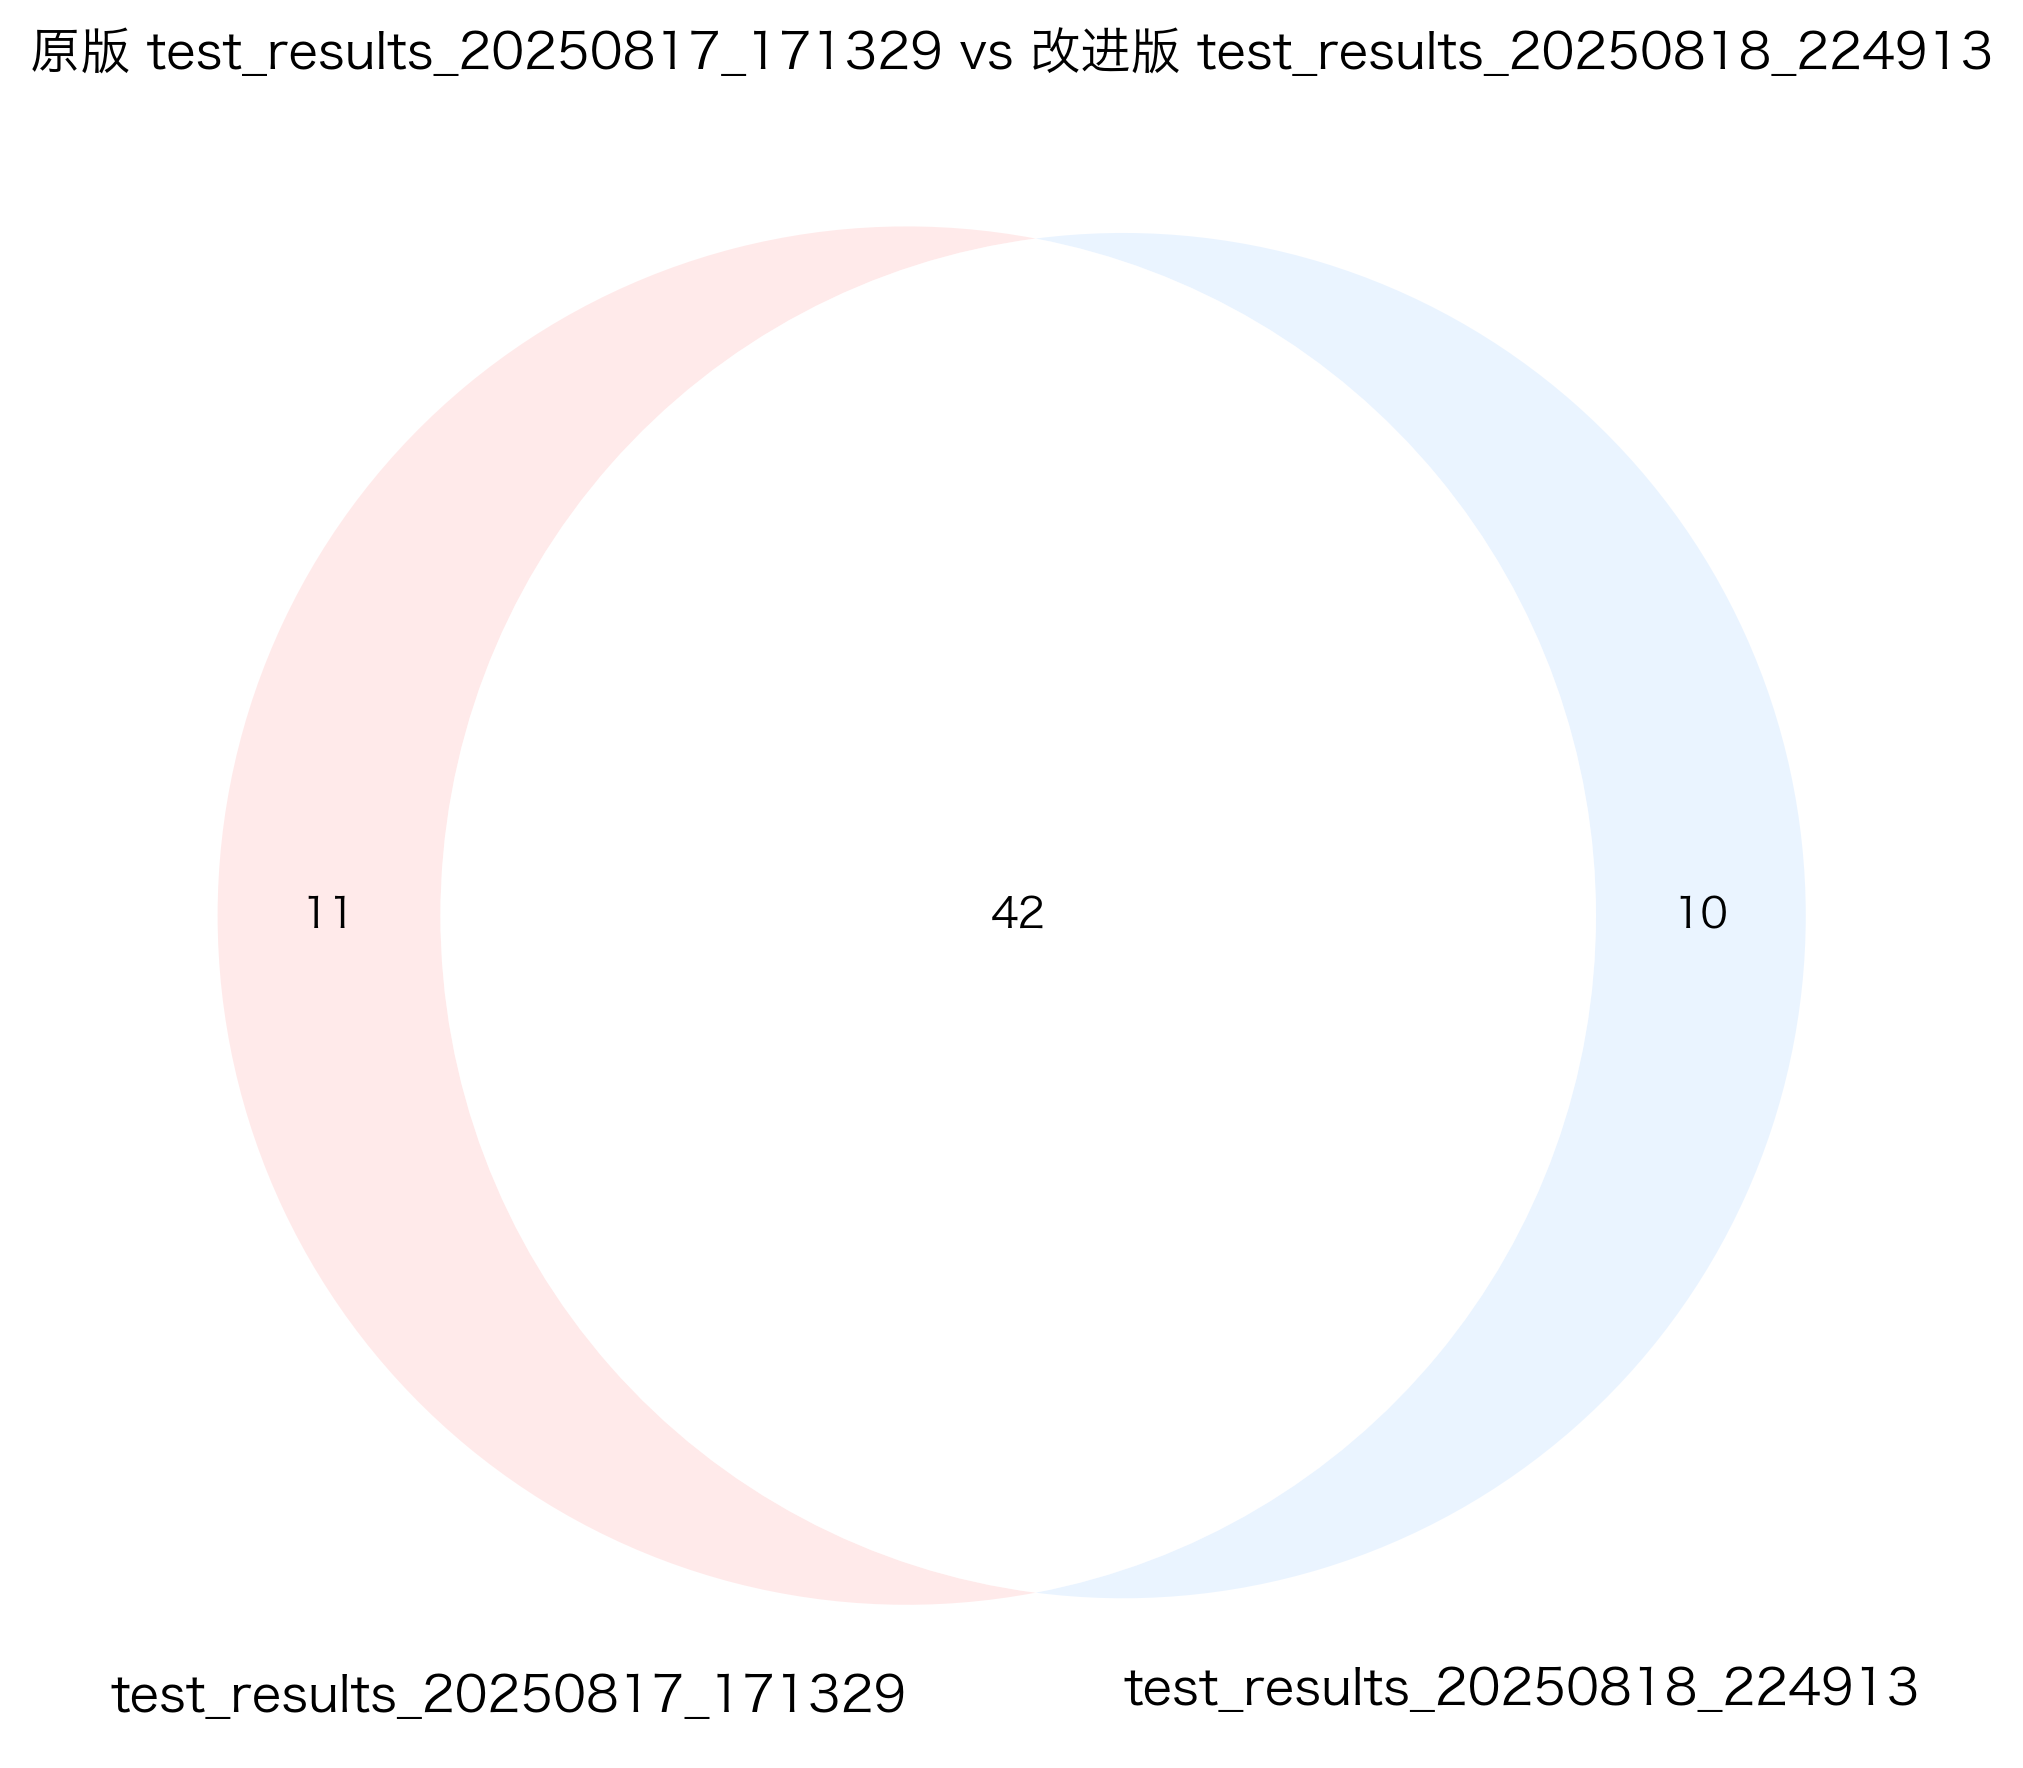 原版 test_results_20250817_171329 vs 改进版 test_results_20250818_224913
11
42
10
test_results_20250817_171329
test_results_20250818_224913